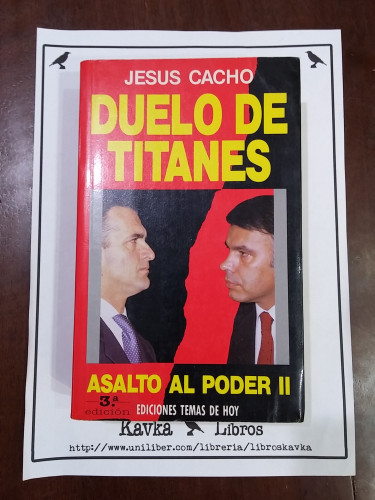 JESUS CACHO
DUELO DE
TITANES
ASALTO AL PODER II
3.ª
edición
EDICIONES TEMAS DE HOY
Kavka Libros
http://www.uniliber.com/libreria/libroskavka